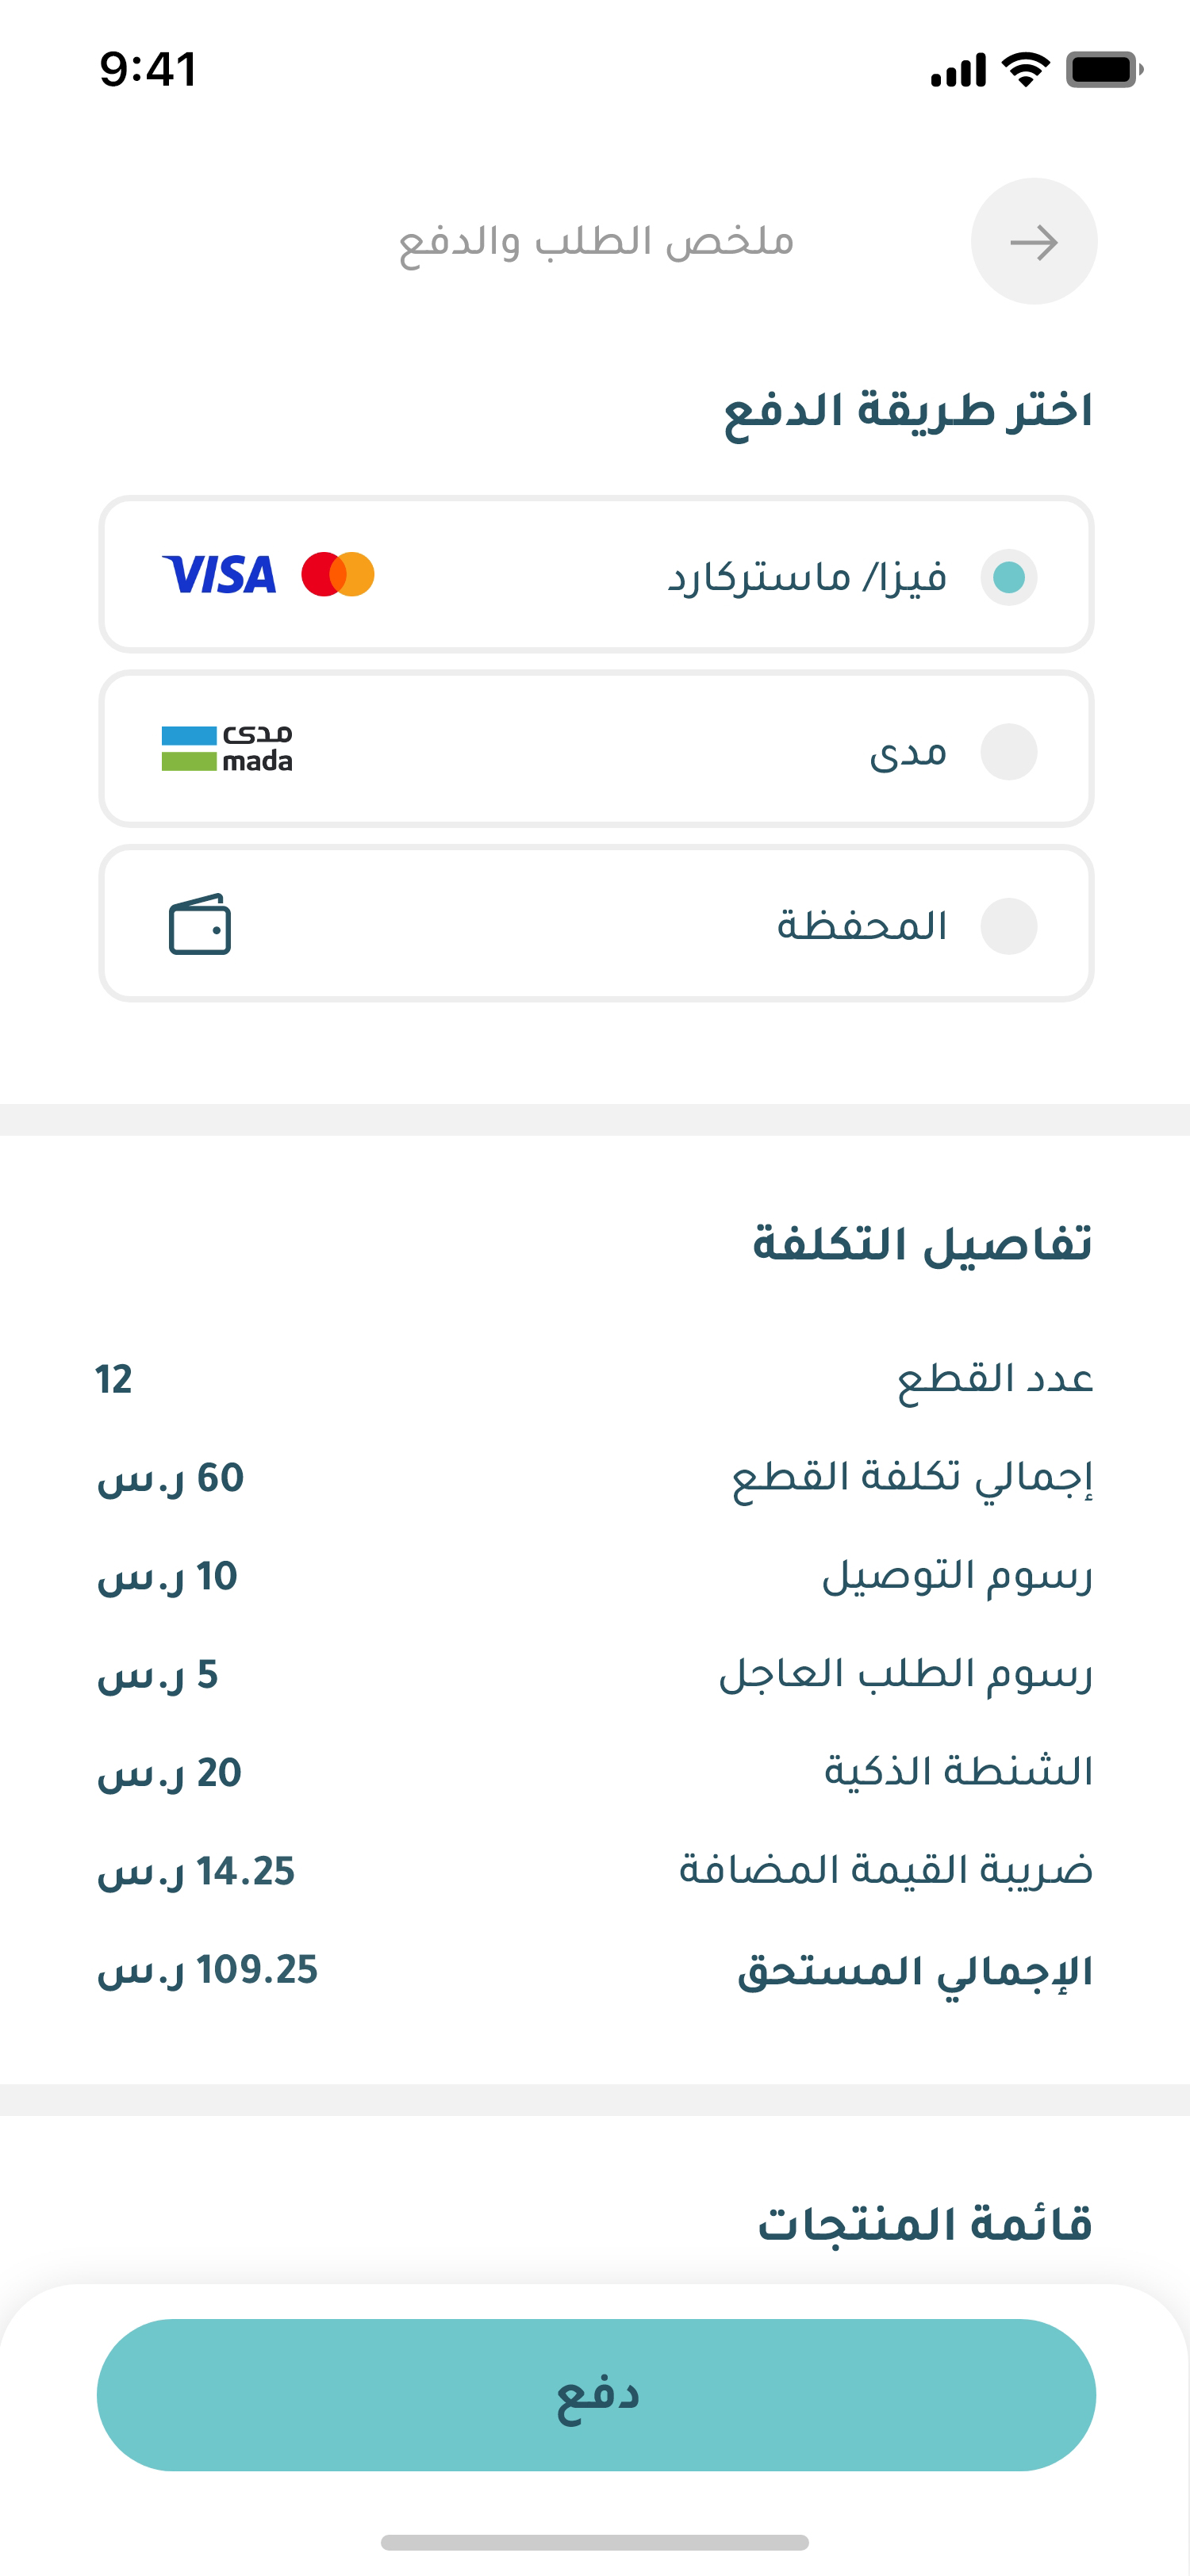 9:41
ملخص الطلب والدفع
اختر طريقة الدفع
فيزا/ ماستركارد VISA
مدى مدى mada
المحفظة
تفاصيل التكلفة
عدد القطع 12
إجمالي تكلفة القطع 60 ر.س
رسوم التوصيل 10 ر.س
رسوم الطلب العاجل 5 ر.س
الشنطة الذكية 20 ر.س
ضريبة القيمة المضافة 14.25 ر.س
الإجمالي المستحق 109.25 ر.س
قائمة المنتجات
دفع